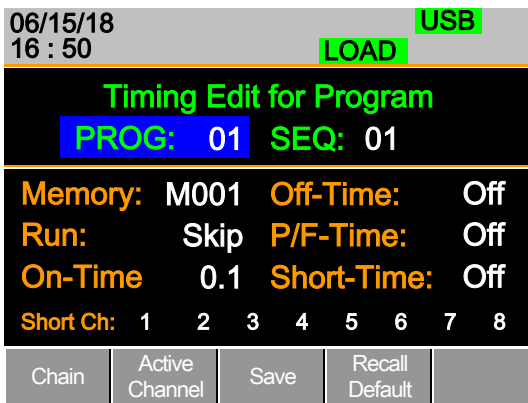 06/15/18 USB
16 : 50 LOAD
Timing Edit for Program
PROG: 01 SEQ: 01
Memory: M001 Off-Time: Off
Run: Skip P/F-Time: Off
On-Time 0.1 Short-Time: Off
Short Ch: 1 2 3 4 5 6 7 8
Chain Active Channel Save Recall Default